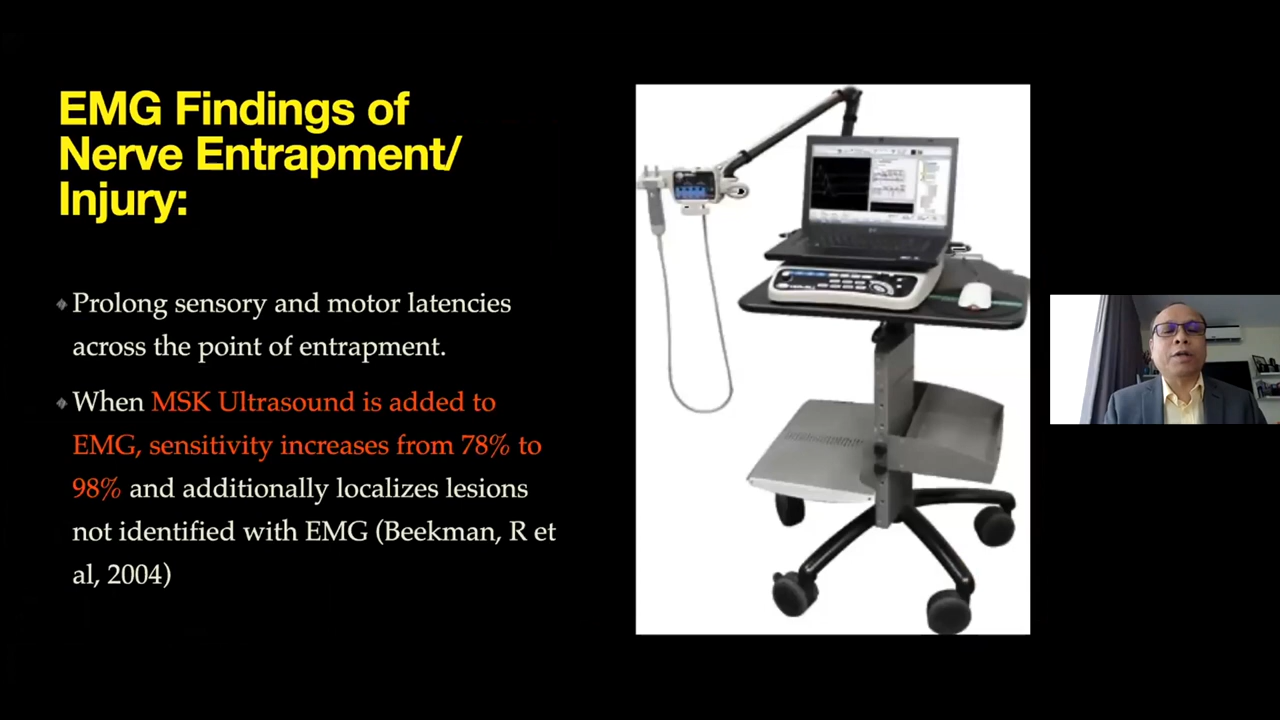 EMG Findings of
Nerve Entrapment/
Injury:
Prolong sensory and motor latencies
across the point of entrapment.
When MSK Ultrasound is added to
EMG, sensitivity increases from 78% to
98% and additionally localizes lesions
not identified with EMG (Beekman, R et
al, 2004)